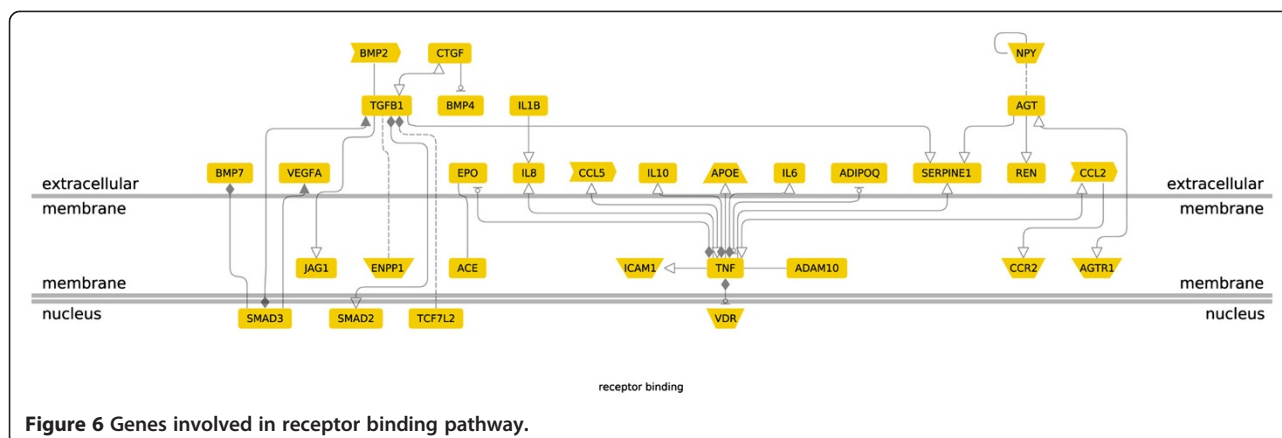 BMP2 CTGF NPY
TGFB1 BMP4 IL1B AGT
BMP7 VEGFA EPO IL8 CCL5 IL10 APOE IL6 ADIPOQ SERPINE1 REN CCL2
extracellular extracellular
membrane membrane
JAG1 ENPP1 ACE ICAM1 TNF ADAM10 CCR2 AGTR1
membrane membrane
nucleus nucleus
SMAD3 SMAD2 TCF7L2 VDR
receptor binding
Figure 6 Genes involved in receptor binding pathway.